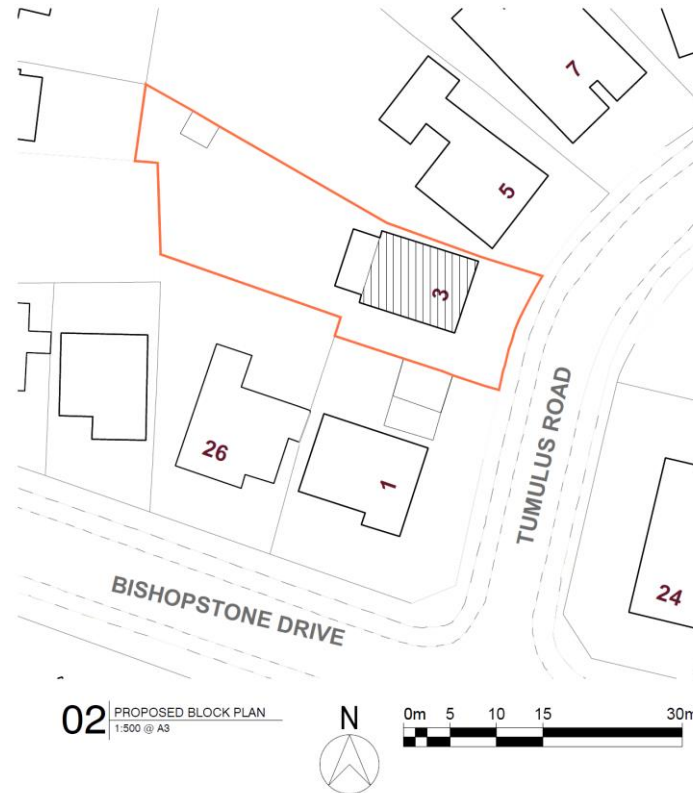 7
5
3
26
1
TUMULUS ROAD
24
BISHOPSTONE DRIVE
02 PROPOSED BLOCK PLAN
1:500 @ A3
N
0m 5 10 15 30m